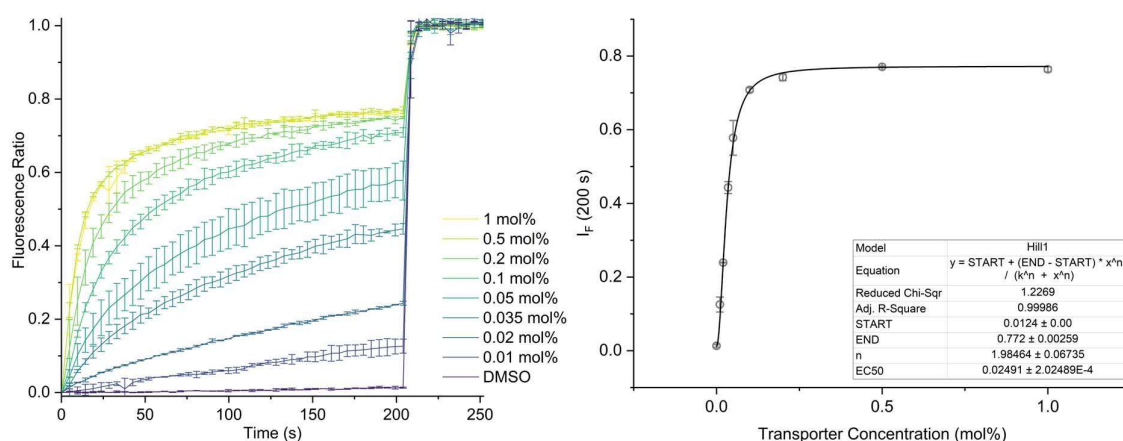 1.0
0.8
0.6
0.4
0.2
0.0
Fluorescence Ratio
0 50 100 150 200 250
Time (s)
1 mol%
0.5 mol%
0.2 mol%
0.1 mol%
0.05 mol%
0.035 mol%
0.02 mol%
0.01 mol%
DMSO
0.8
0.6
0.4
0.2
0.0
I_F (200 s)
0.0 0.5 1.0
Transporter Concentration (mol%)
Model Hill1
Equation y = START + (END - START) * x^n / (k^n + x^n)
Reduced Chi-Sqr 1.2269
Adj. R-Square 0.99986
START 0.0124 ± 0.00
END 0.772 ± 0.00259
n 1.98464 ± 0.06735
EC50 0.02491 ± 2.02489E-4